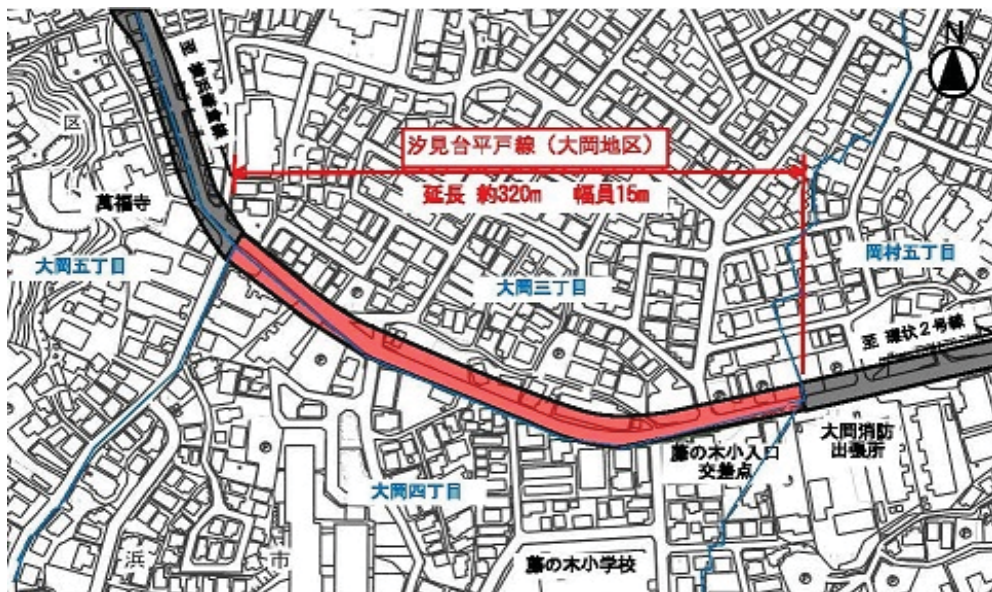 N
至 横浜鎌倉線
区
汐見台平戸線（大岡地区）
延長 約320m 幅員15m
萬福寺
大岡五丁目
大岡三丁目
岡村五丁目
至 環状２号線
藤の木小入口
交差点
大岡消防
出張所
大岡四丁目
浜
市
藤の木小学校